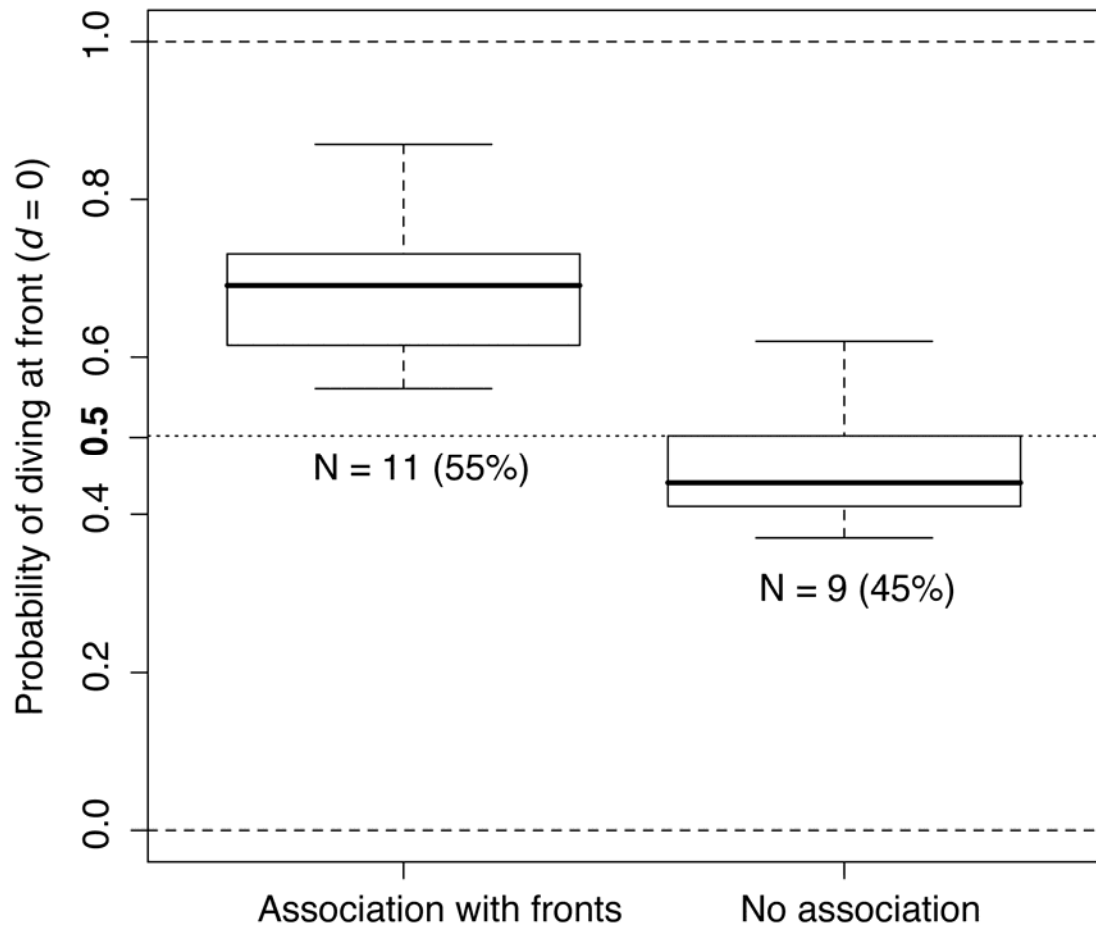 Probability of diving at front (d = 0)
1.0
0.8
0.6
0.5
0.4
0.2
0.0
N = 11 (55%)
N = 9 (45%)
Association with fronts
No association